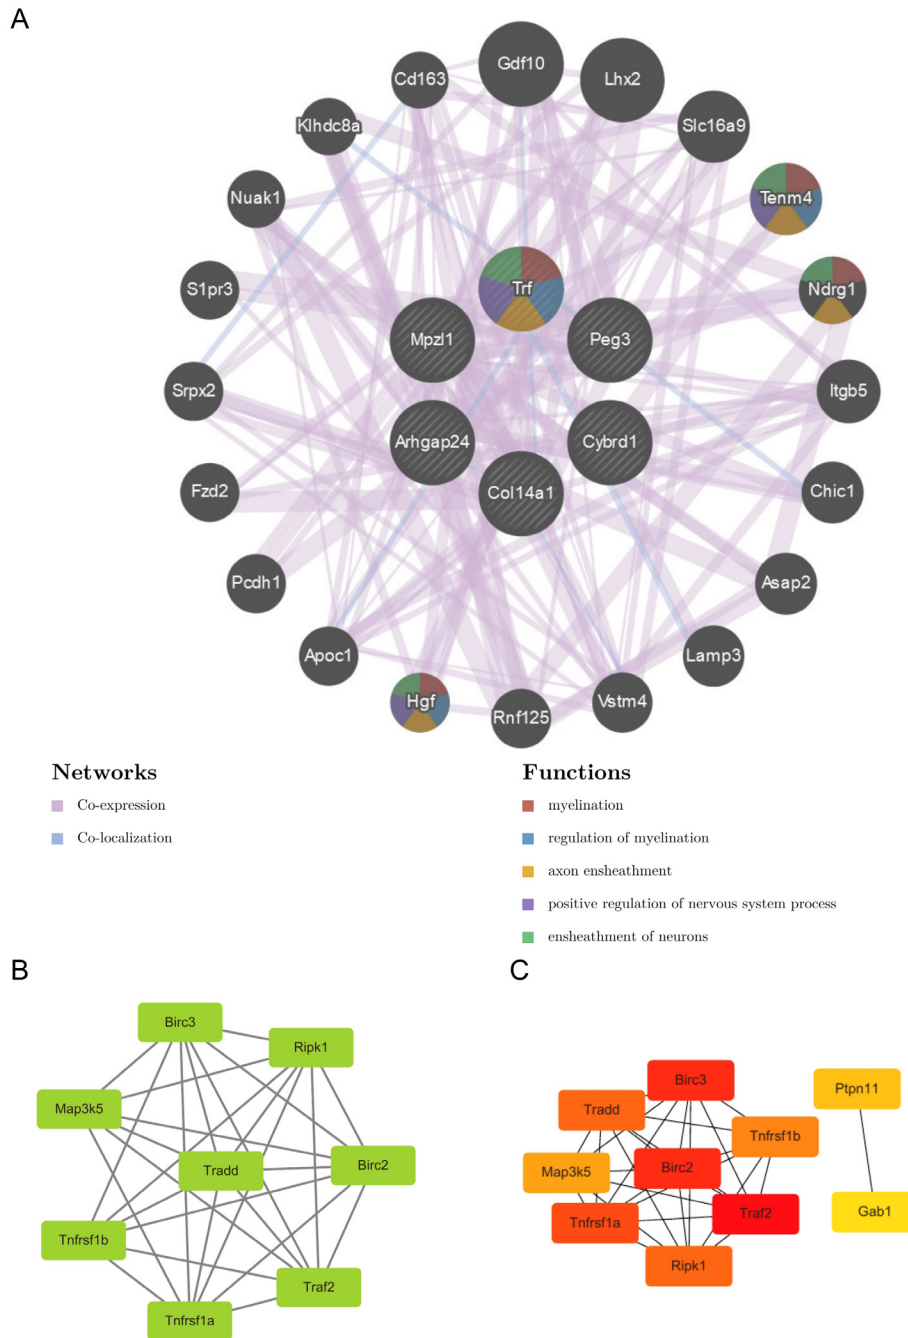 A
Gdf10
Lhx2
Cd163
Slc16a9
Klhdc8a
Tenm4
Nuak1
Trf
Ndrg1
S1pr3
Mpzl1
Peg3
Srpx2
Itgb5
Arhgap24
Cybrd1
Fzd2
Col14a1
Chic1
Pcdh1
Asap2
Apoc1
Lamp3
Hgf
Rnf125
Vstm4
Networks
Co-expression
Co-localization
Functions
myelination
regulation of myelination
axon ensheathment
positive regulation of nervous system process
ensheathment of neurons
B
Birc3
Ripk1
Map3k5
Tradd
Birc2
Tnfrsf1b
Traf2
Tnfrsf1a
C
Birc3
Ptpn11
Tradd
Tnfrsf1b
Map3k5
Birc2
Tnfrsf1a
Traf2
Gab1
Ripk1